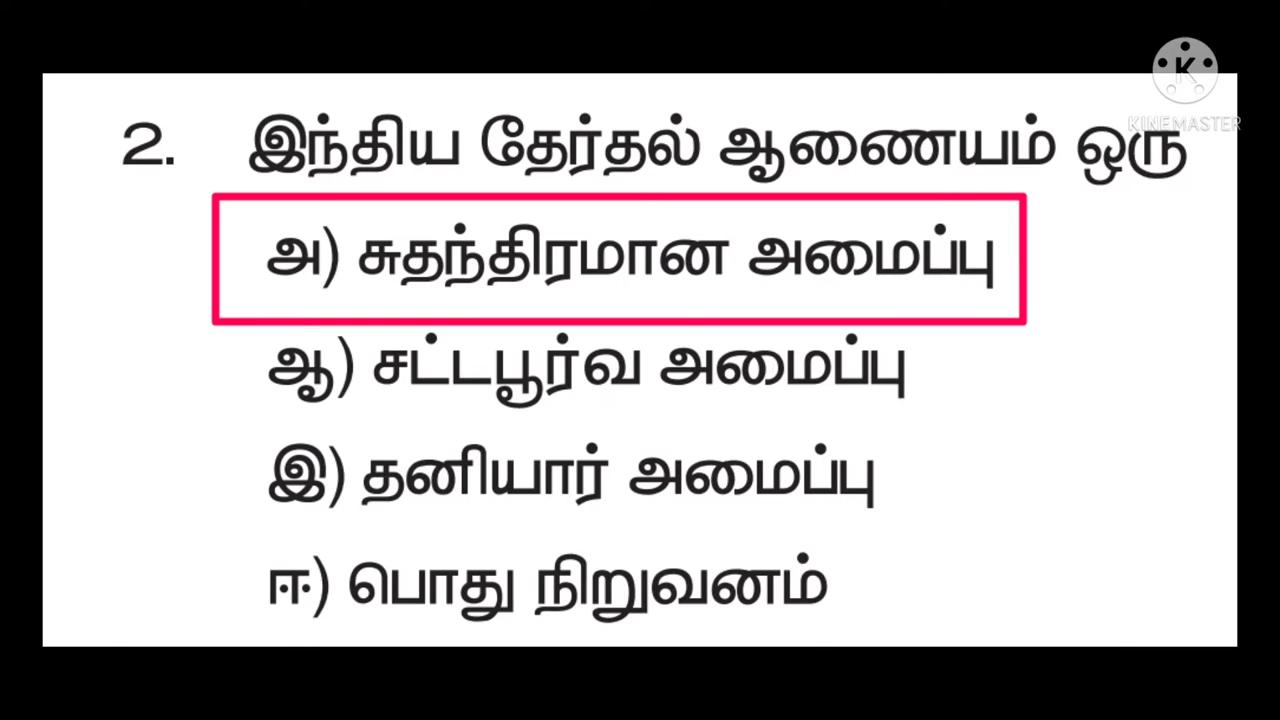 KINEMASTER
2. இந்திய தேர்தல் ஆணையம் ஒரு
அ) சுதந்திரமான அமைப்பு
ஆ) சட்டபூர்வ அமைப்பு
இ) தனியார் அமைப்பு
ஈ) பொது நிறுவனம்